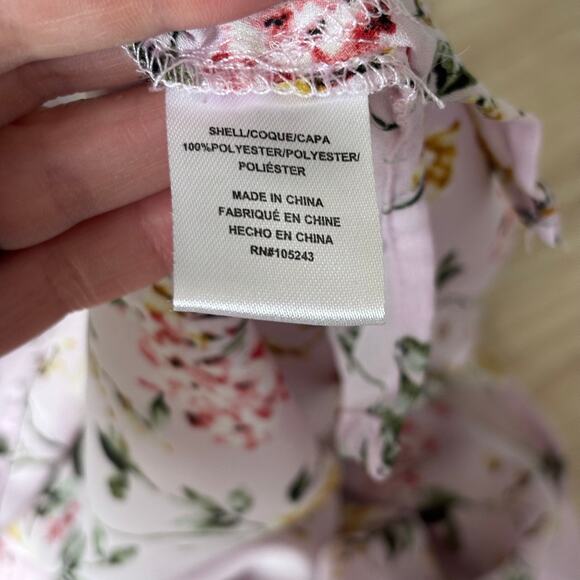 SHELL/COQUE/CAPA
100%POLYESTER/POLYESTER/
POLIÉSTER
MADE IN CHINA
FABRIQUÉ EN CHINE
HECHO EN CHINA
RN#105243